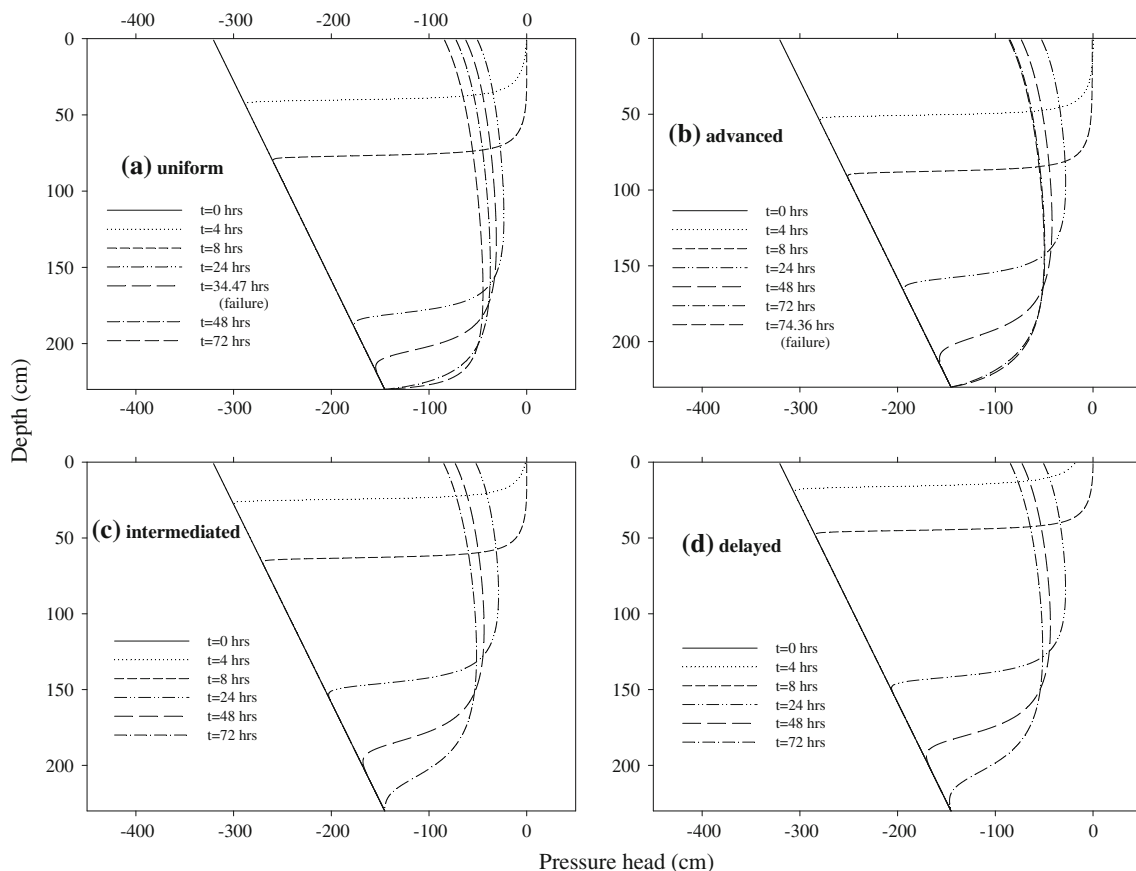 -400 -300 -200 -100 0
0
50
100
150
200
(a) uniform
t=0 hrs
t=4 hrs
t=8 hrs
t=24 hrs
t=34.47 hrs
(failure)
t=48 hrs
t=72 hrs
-400 -300 -200 -100 0
0
50
100
150
200
(b) advanced
t=0 hrs
t=4 hrs
t=8 hrs
t=24 hrs
t=48 hrs
t=72 hrs
t=74.36 hrs
(failure)
-400 -300 -200 -100 0
Depth (cm)
0
50
100
150
200
(c) intermediated
t=0 hrs
t=4 hrs
t=8 hrs
t=24 hrs
t=48 hrs
t=72 hrs
-400 -300 -200 -100 0
0
50
100
150
200
(d) delayed
t=0 hrs
t=4 hrs
t=8 hrs
t=24 hrs
t=48 hrs
t=72 hrs
-400 -300 -200 -100 0
Pressure head (cm)